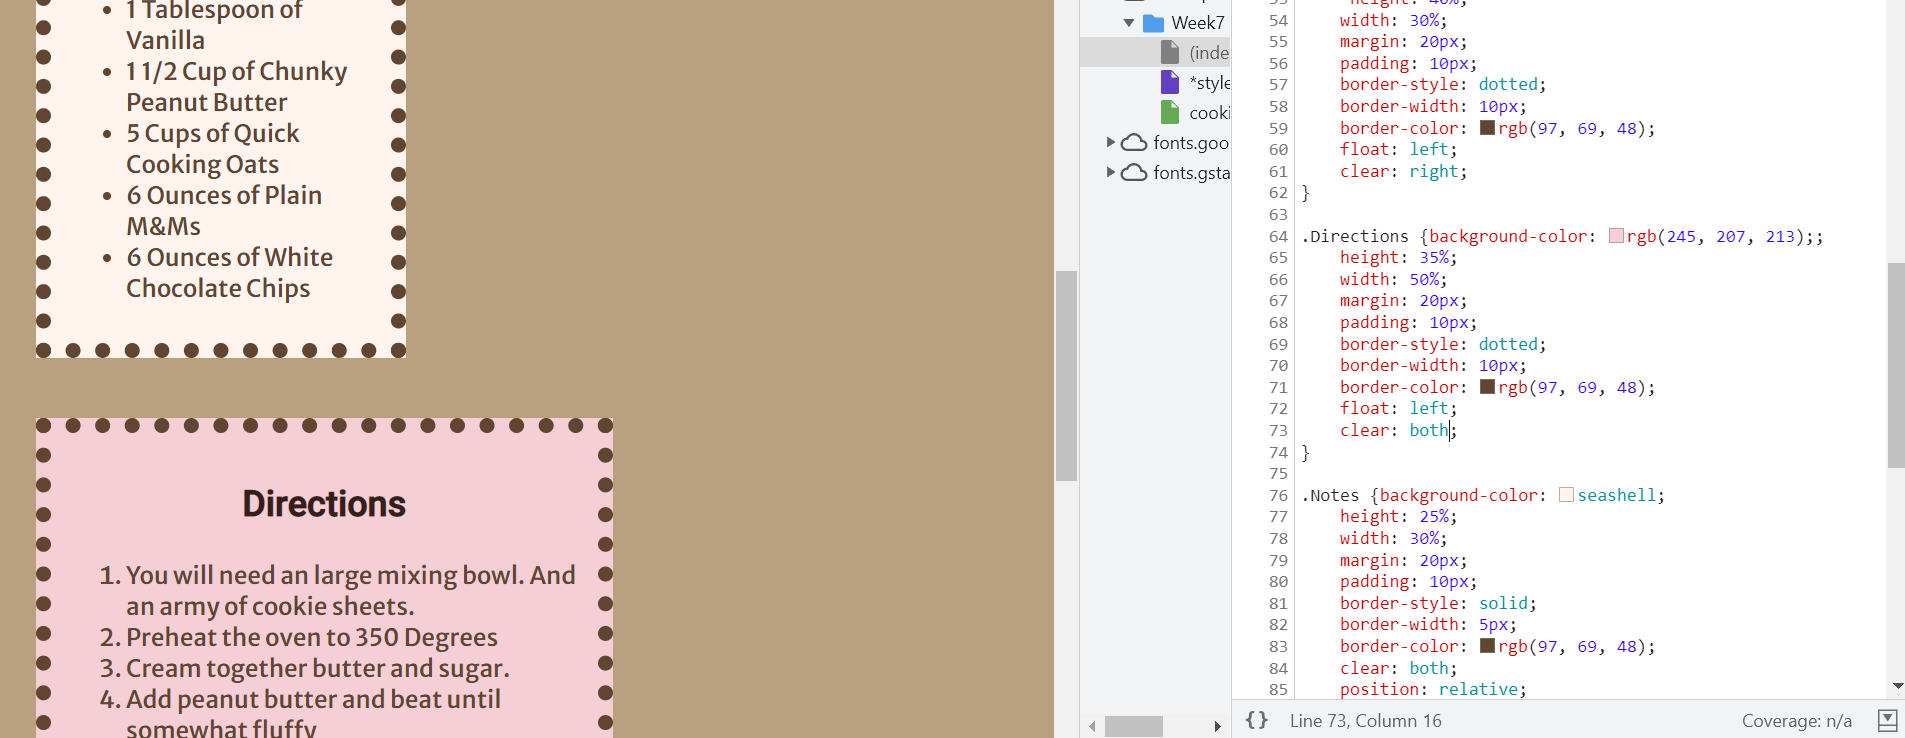 • 1 Tablespoon of
Vanilla
• 1 1/2 Cup of Chunky
Peanut Butter
• 5 Cups of Quick
Cooking Oats
• 6 Ounces of Plain
M&Ms
• 6 Ounces of White
Chocolate Chips
Directions
1. You will need an large mixing bowl. And
an army of cookie sheets.
2. Preheat the oven to 350 Degrees
3. Cream together butter and sugar.
4. Add peanut butter and beat until
somewhat fluffy
Week7
(inde
*style
cooki
fonts.goo
fonts.gsta
53 height: 40%;
54 width: 30%;
55 margin: 20px;
56 padding: 10px;
57 border-style: dotted;
58 border-width: 10px;
59 border-color: rgb(97, 69, 48);
60 float: left;
61 clear: right;
62 }
63
64 .Directions {background-color: rgb(245, 207, 213);;
65 height: 35%;
66 width: 50%;
67 margin: 20px;
68 padding: 10px;
69 border-style: dotted;
70 border-width: 10px;
71 border-color: rgb(97, 69, 48);
72 float: left;
73 clear: both;
74 }
75
76 .Notes {background-color: seashell;
77 height: 25%;
78 width: 30%;
79 margin: 20px;
80 padding: 10px;
81 border-style: solid;
82 border-width: 5px;
83 border-color: rgb(97, 69, 48);
84 clear: both;
85 position: relative;
{} Line 73, Column 16 Coverage: n/a